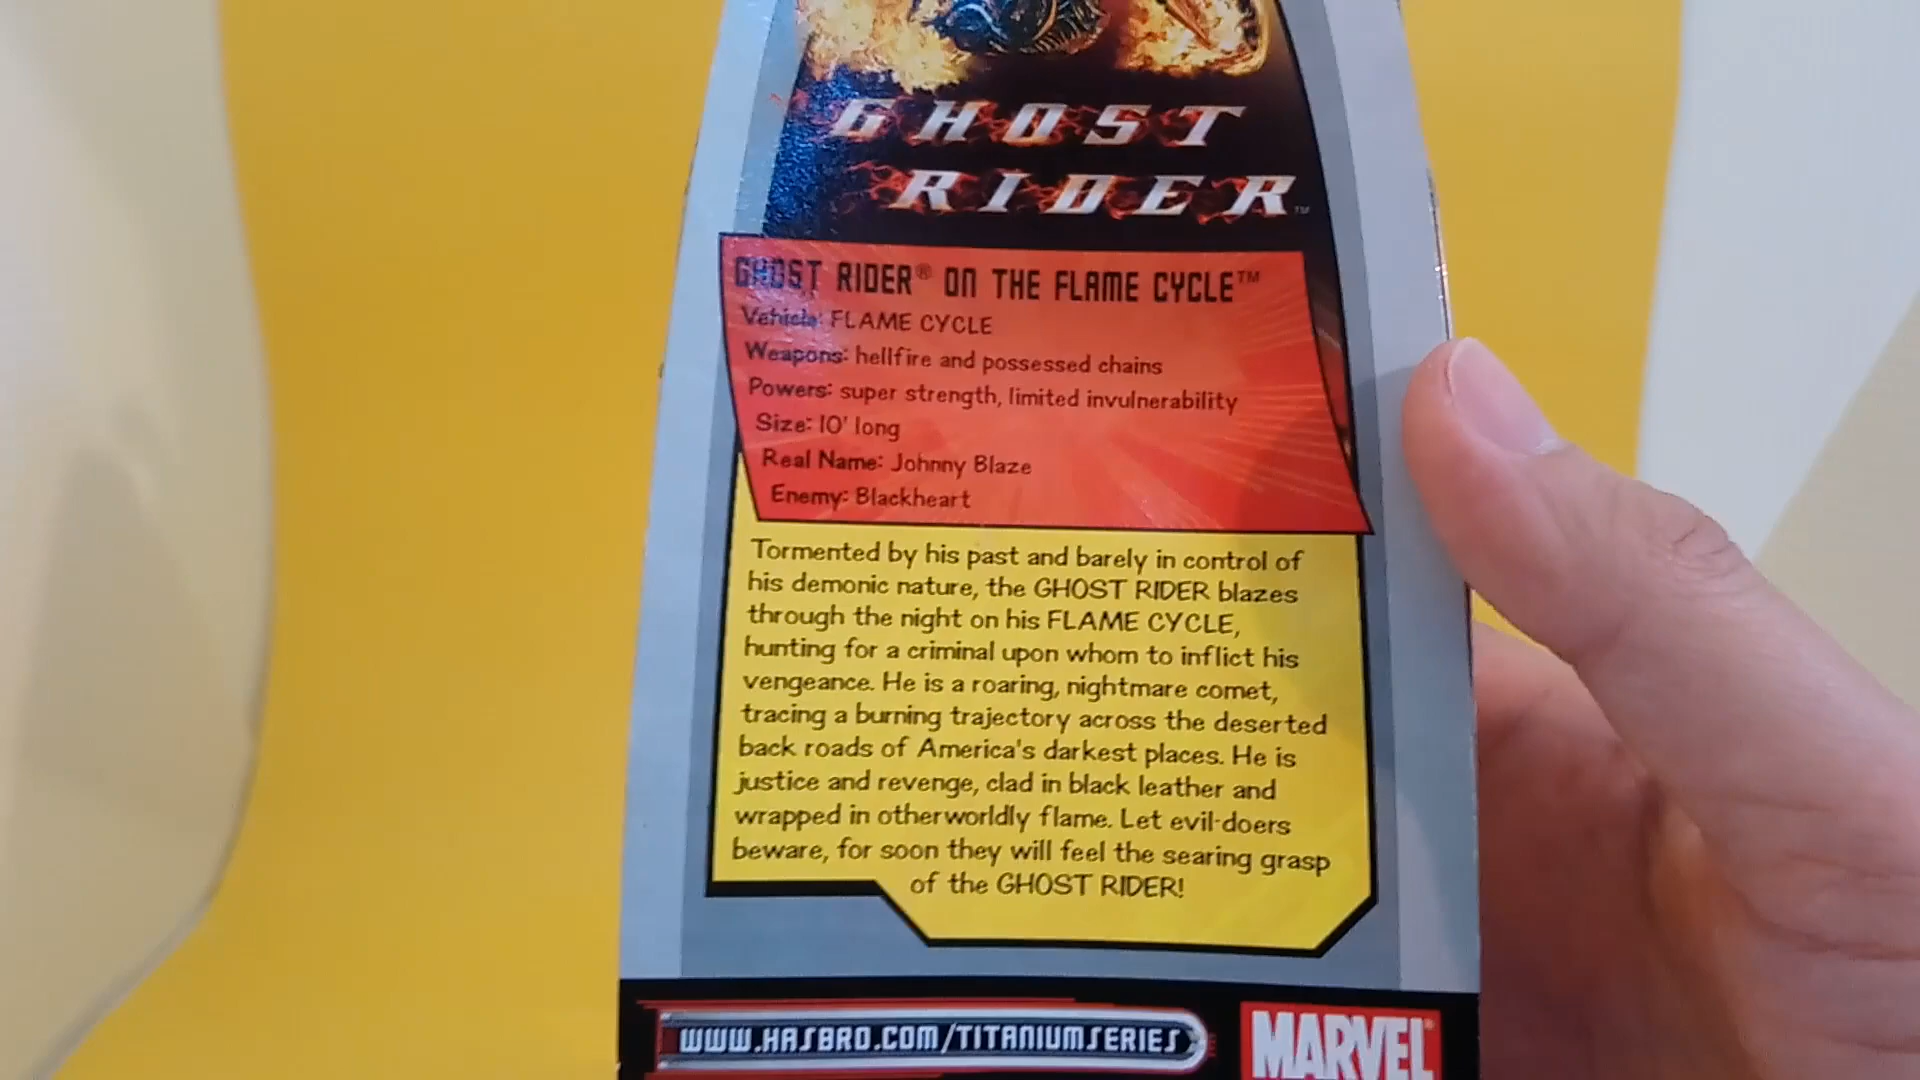 GHOST
RIDER™
GHOST RIDER® ON THE FLAME CYCLE™
Vehicle: FLAME CYCLE
Weapons: hellfire and possessed chains
Powers: super strength, limited invulnerability
Size: 10' long
Real Name: Johnny Blaze
Enemy: Blackheart
Tormented by his past and barely in control of
his demonic nature, the GHOST RIDER blazes
through the night on his FLAME CYCLE,
hunting for a criminal upon whom to inflict his
vengeance. He is a roaring, nightmare comet,
tracing a burning trajectory across the deserted
back roads of America's darkest places. He is
justice and revenge, clad in black leather and
wrapped in otherworldly flame. Let evil-doers
beware, for soon they will feel the searing grasp
of the GHOST RIDER!
WWW.HASBRO.COM/TITANIUMSERIES
MARVEL®